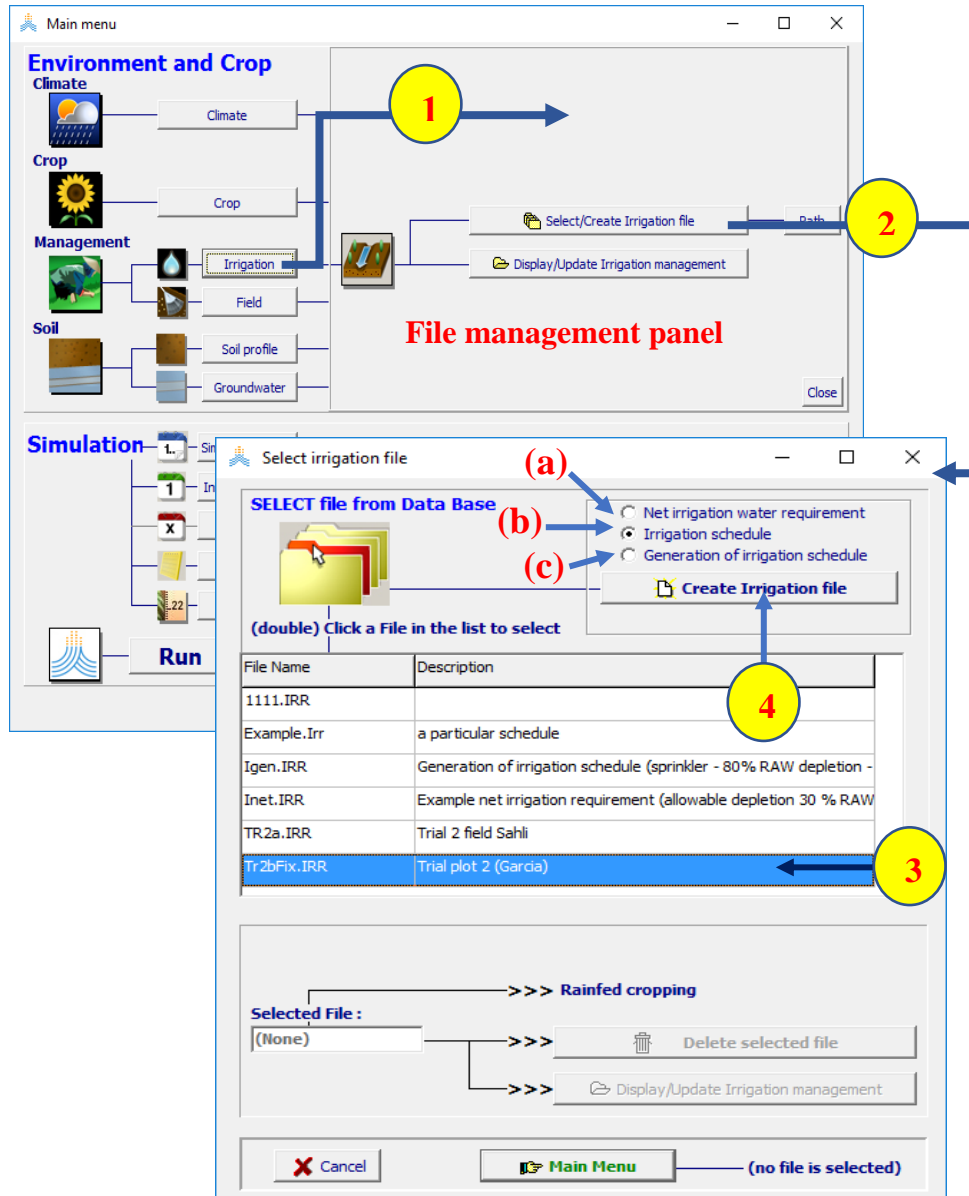 Main menu
Environment and Crop
Climate
Climate
1
Crop
Crop
Select/Create Irrigation file
2
Management
Irrigation
Display/Update Irrigation management
Field
File management panel
Soil
Soil profile
Groundwater
Close
Simulation
1..
1
x
..22
Run
Select irrigation file
SELECT file from Data Base
(a)
Net irrigation water requirement
(b)
Irrigation schedule
(c)
Generation of irrigation schedule
Create Irrigation file
(double) Click a File in the list to select
4
File Name Description
1111.IRR
Example.Irr a particular schedule
Igen.IRR Generation of irrigation schedule (sprinkler - 80% RAW depletion -
Inet.IRR Example net irrigation requirement (allowable depletion 30 % RAW
TR2a.IRR Trial 2 field Sahli
Tr2bFix.IRR Trial plot 2 (Garcia)
3
>>> Rainfed cropping
Selected File :
(None)
>>> Delete selected file
>>> Display/Update Irrigation management
Cancel
Main Menu
(no file is selected)